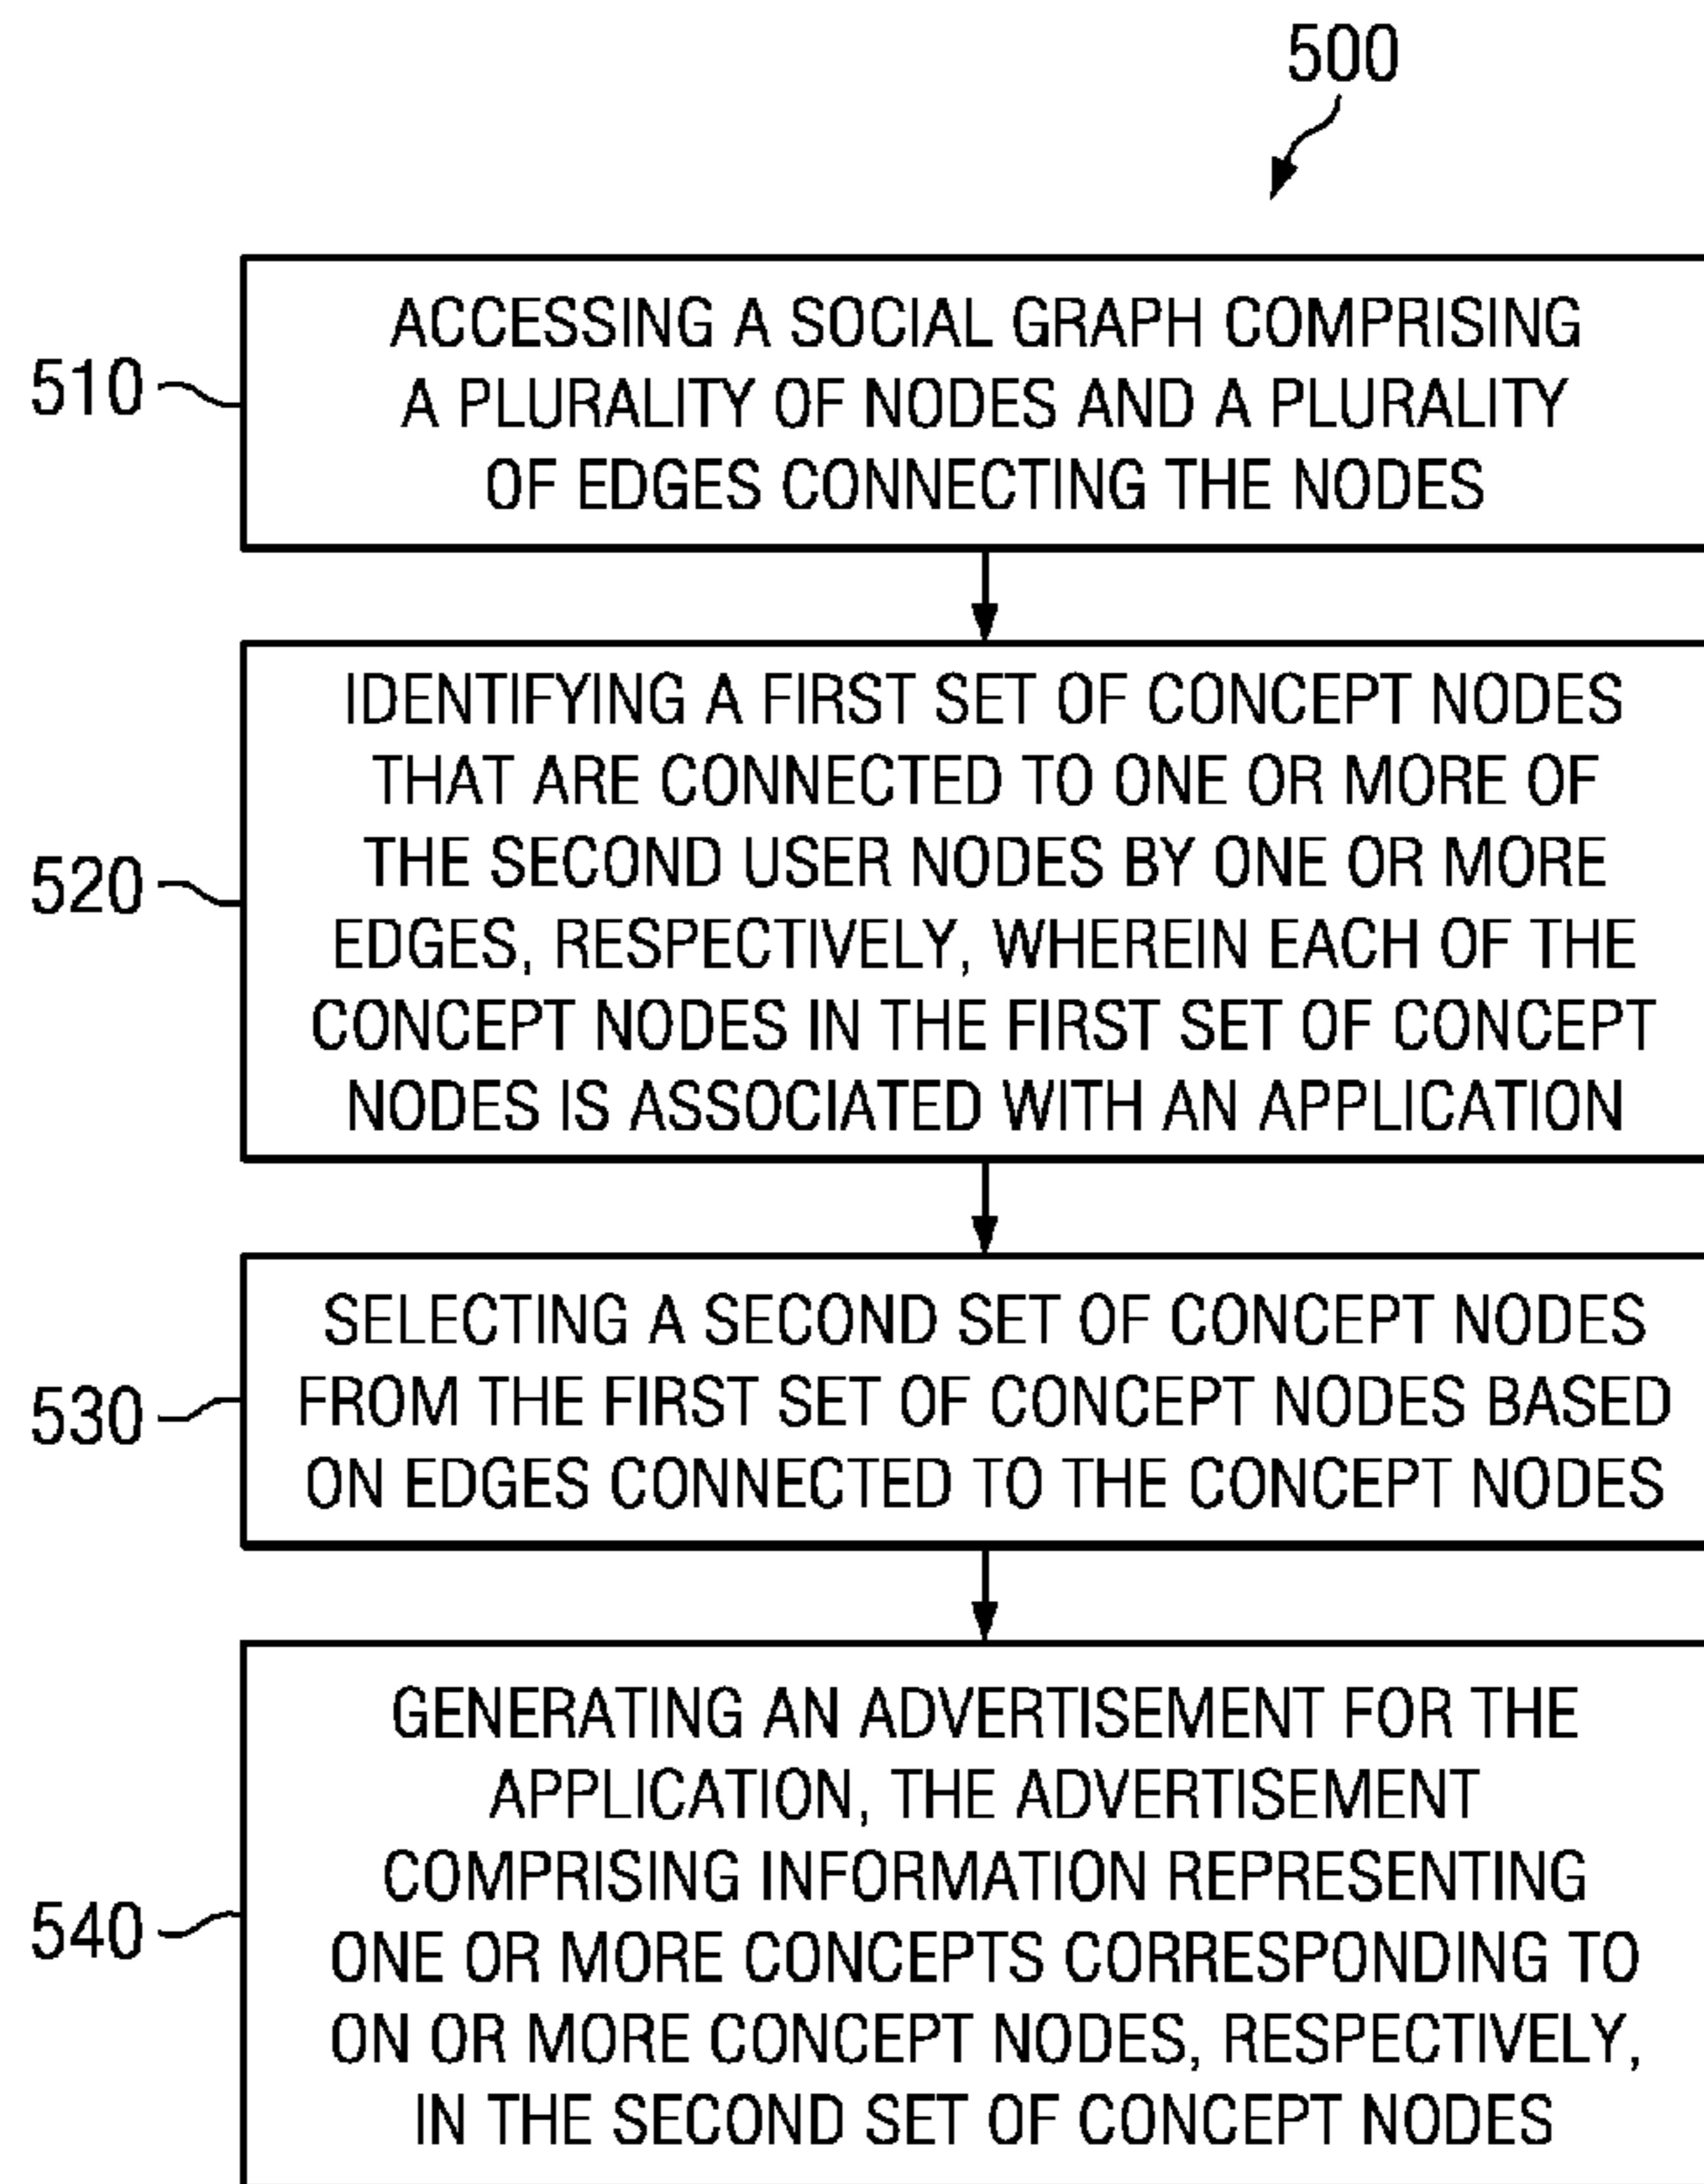 500
510
ACCESSING A SOCIAL GRAPH COMPRISING
A PLURALITY OF NODES AND A PLURALITY
OF EDGES CONNECTING THE NODES
520
IDENTIFYING A FIRST SET OF CONCEPT NODES
THAT ARE CONNECTED TO ONE OR MORE OF
THE SECOND USER NODES BY ONE OR MORE
EDGES, RESPECTIVELY, WHEREIN EACH OF THE
CONCEPT NODES IN THE FIRST SET OF CONCEPT
NODES IS ASSOCIATED WITH AN APPLICATION
530
SELECTING A SECOND SET OF CONCEPT NODES
FROM THE FIRST SET OF CONCEPT NODES BASED
ON EDGES CONNECTED TO THE CONCEPT NODES
540
GENERATING AN ADVERTISEMENT FOR THE
APPLICATION, THE ADVERTISEMENT
COMPRISING INFORMATION REPRESENTING
ONE OR MORE CONCEPTS CORRESPONDING TO
ON OR MORE CONCEPT NODES, RESPECTIVELY,
IN THE SECOND SET OF CONCEPT NODES